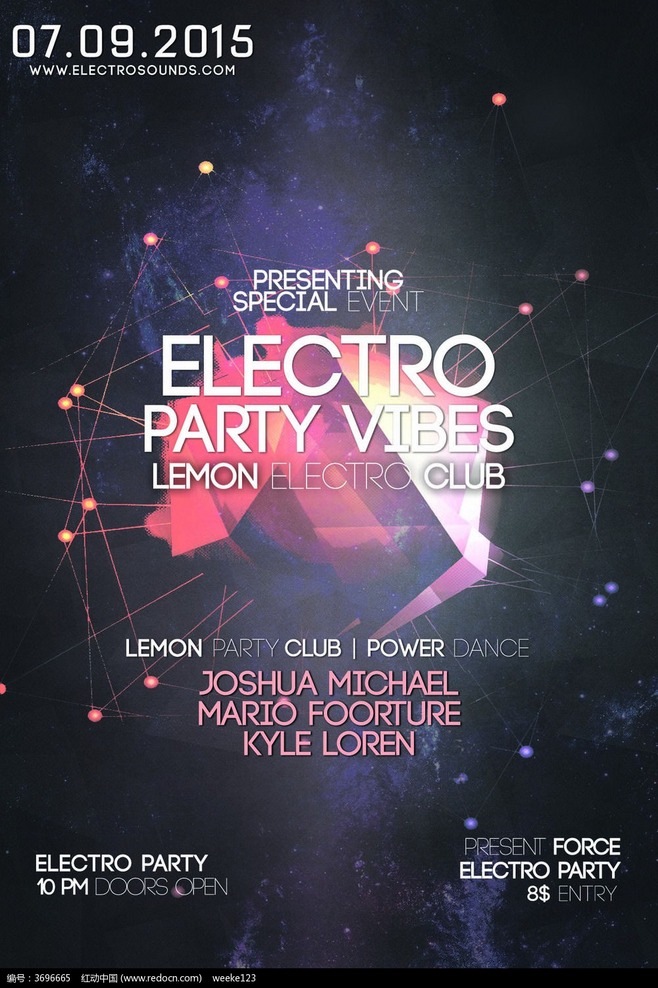 07.09.2015
WWW.ELECTROSOUNDS.COM
PRESENTING
SPECIAL EVENT
ELECTRO
PARTY VIBES
LEMON ELECTRO CLUB
LEMON PARTY CLUB | POWER DANCE
JOSHUA MICHAEL
MARIO FOORTURE
KYLE LOREN
ELECTRO PARTY
10 PM DOORS OPEN
PRESENT FORCE
ELECTRO PARTY
8$ ENTRY
编号：3696665 红动中国 (www.redocn.com) weeke123